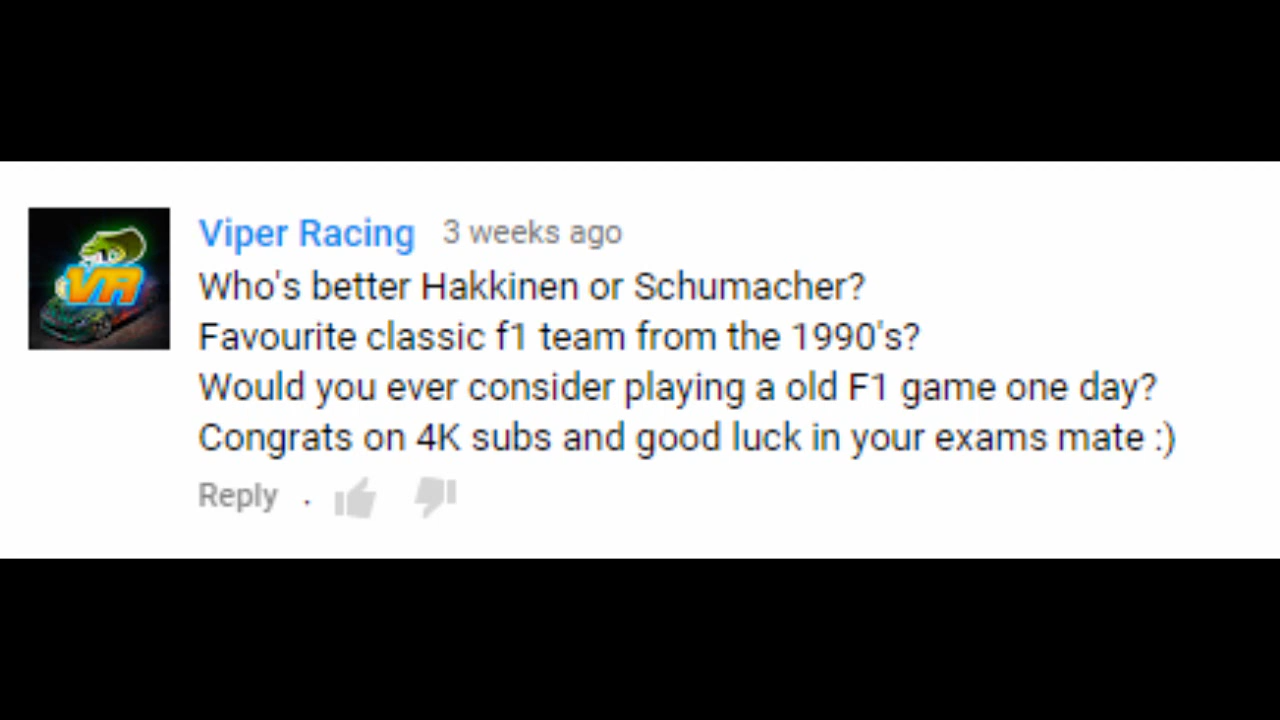 VR
Viper Racing 3 weeks ago
Who's better Hakkinen or Schumacher?
Favourite classic f1 team from the 1990's?
Would you ever consider playing a old F1 game one day?
Congrats on 4K subs and good luck in your exams mate :)
Reply .